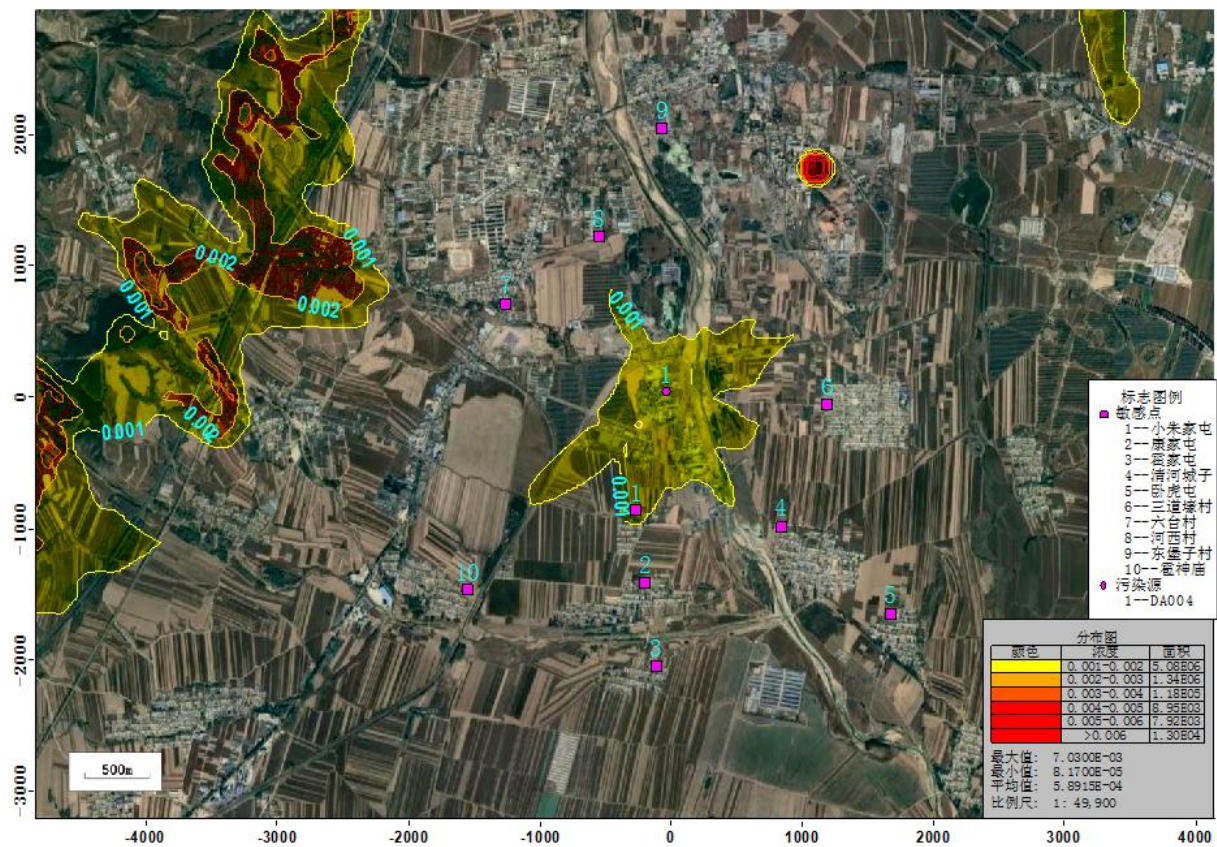 9
8
7
0.001
0.002
0.001
0.002
0.001
0.001
0.002
0.001
1
6
0.001
1
4
2
10
5
3
2000
1000
0
-1000
-2000
-3000
-4000
-3000
-2000
-1000
0
1000
2000
3000
4000
500m
标志图例
敏感点
1--小朱家屯
2--康家屯
3--翟家屯
4--清河城子
5--卧虎屯
6--三道壕村
7--六台村
8--河西村
9--东堡子村
10--雹神庙
污染源
1--DA004
分布图
颜色 浓度 面积
0.001-0.002 5.08E06
0.002-0.003 1.34E06
0.003-0.004 1.18E05
0.004-0.005 8.95E03
0.005-0.006 7.92E03
>0.006 1.30E04
最大值: 7.0300E-03
最小值: 8.1700E-05
平均值: 5.8915E-04
比例尺: 1: 49,900